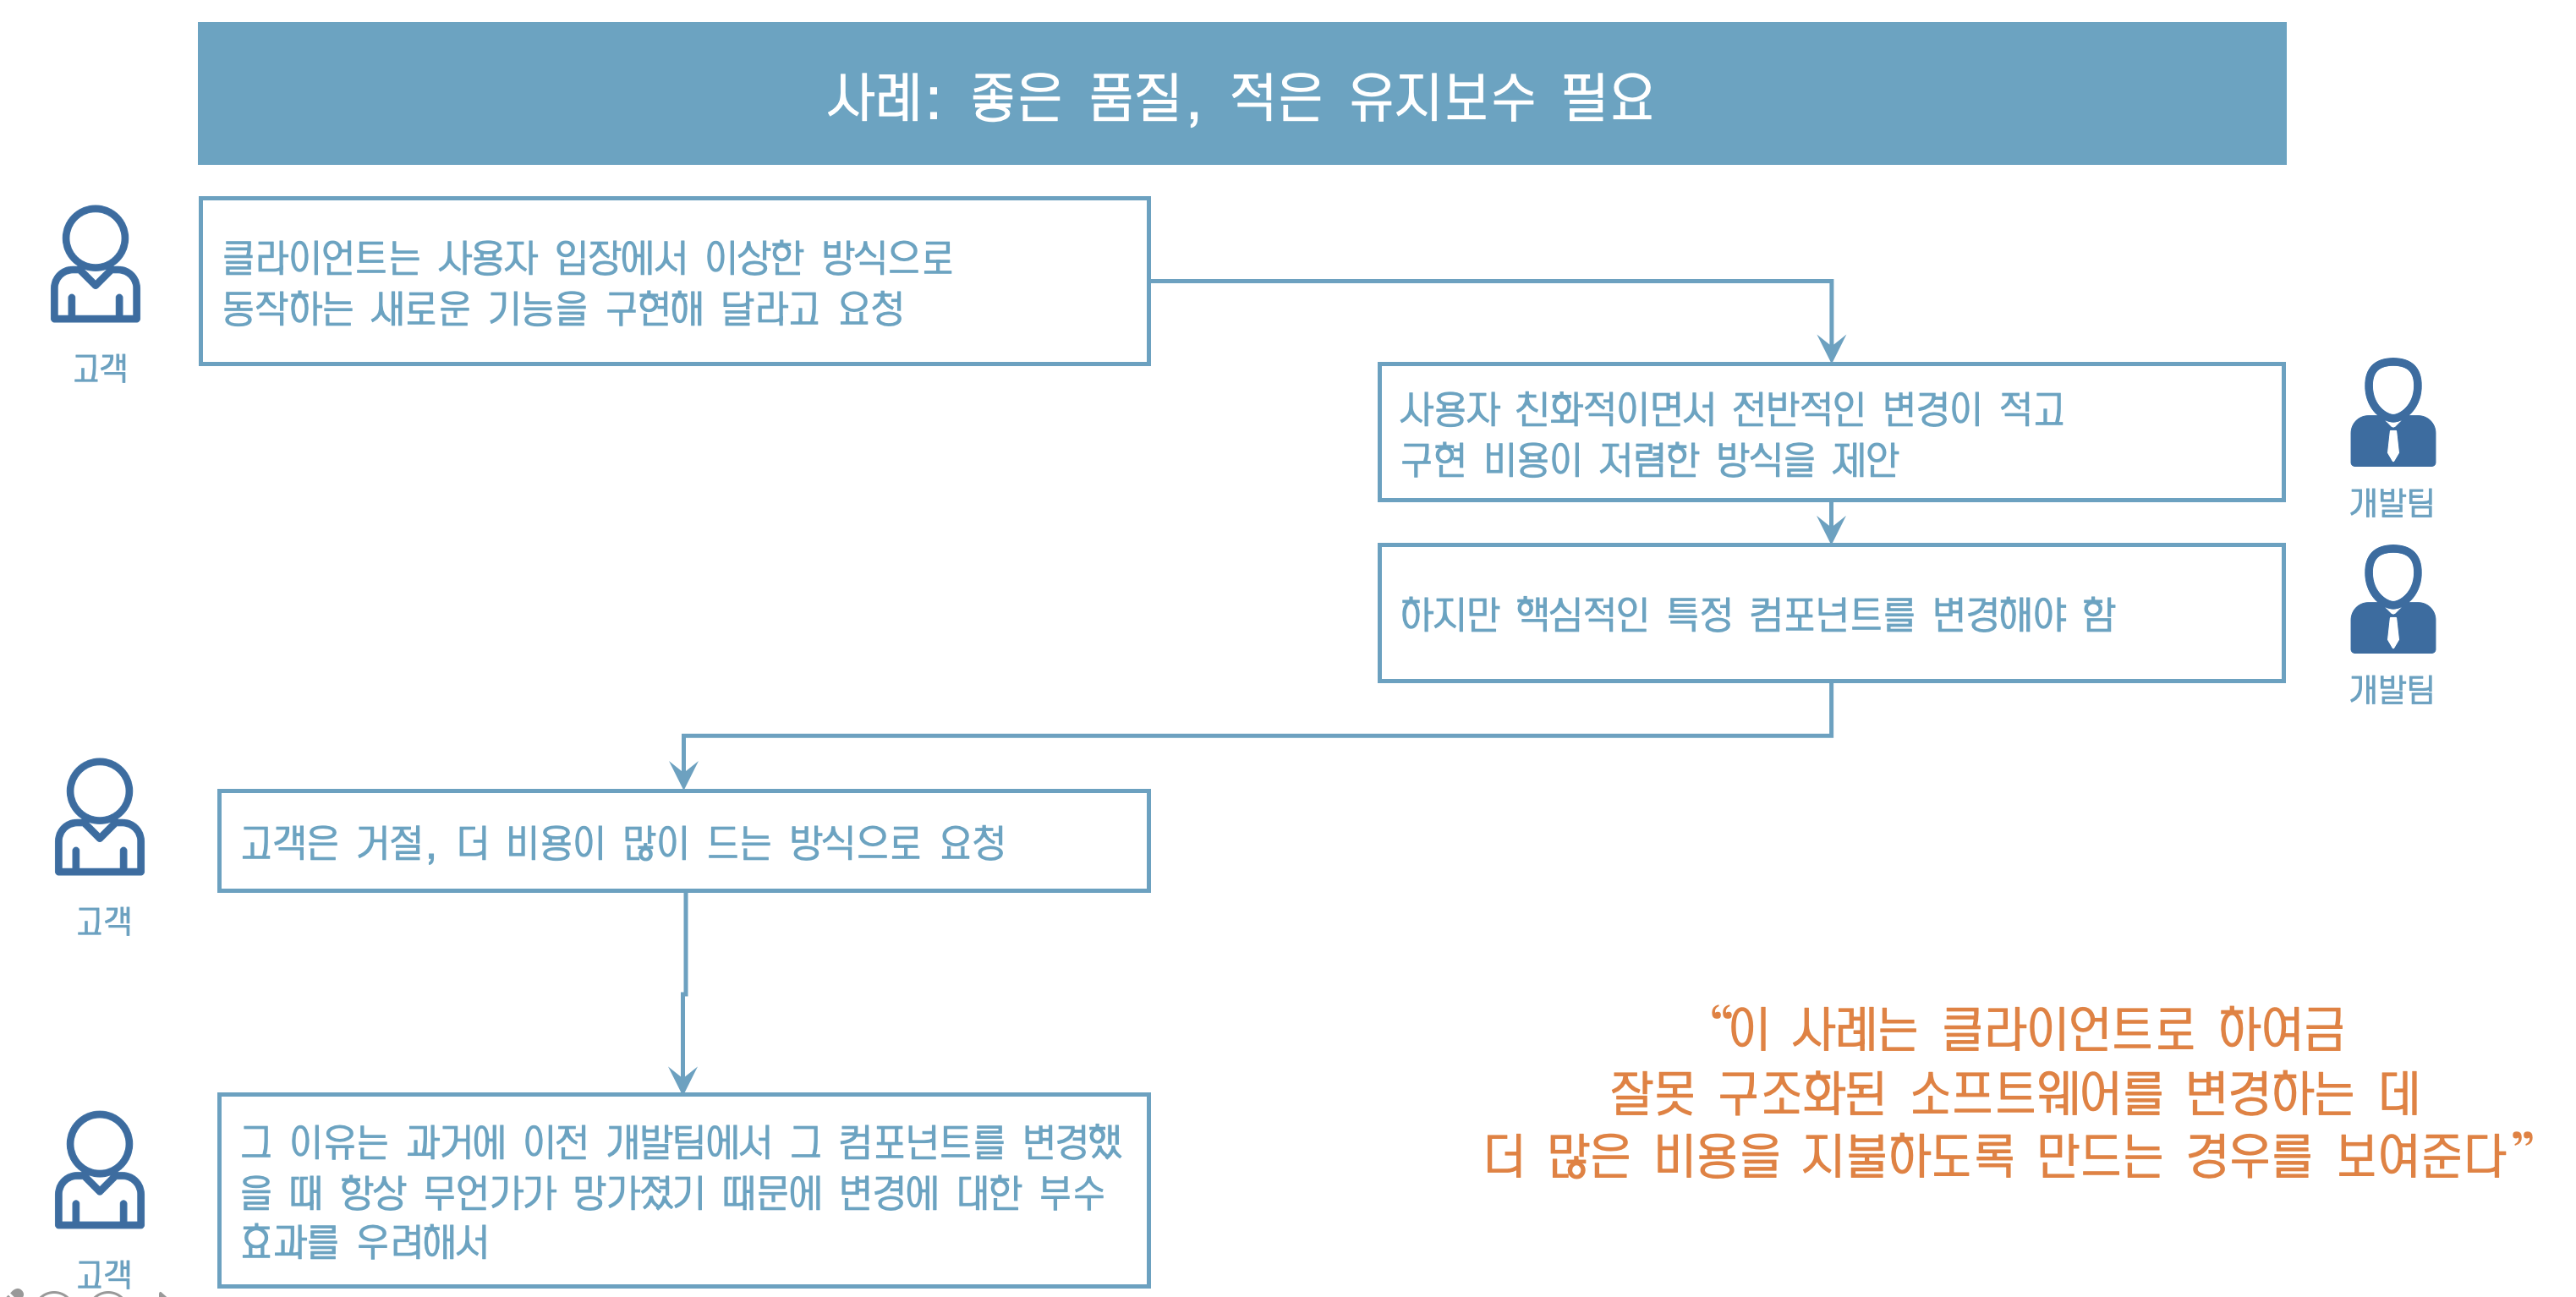 사례: 좋은 품질, 적은 유지보수 필요
클라이언트는 사용자 입장에서 이상한 방식으로
동작하는 새로운 기능을 구현해 달라고 요청
고객
사용자 친화적이면서 전반적인 변경이 적고
구현 비용이 저렴한 방식을 제안
개발팀
하지만 핵심적인 특정 컴포넌트를 변경해야 함
개발팀
고객은 거절, 더 비용이 많이 드는 방식으로 요청
고객
그 이유는 과거에 이전 개발팀에서 그 컴포넌트를 변경했
을 때 항상 무언가가 망가졌기 때문에 변경에 대한 부수
효과를 우려해서
고객
“이 사례는 클라이언트로 하여금
잘못 구조화된 소프트웨어를 변경하는 데
더 많은 비용을 지불하도록 만드는 경우를 보여준다”